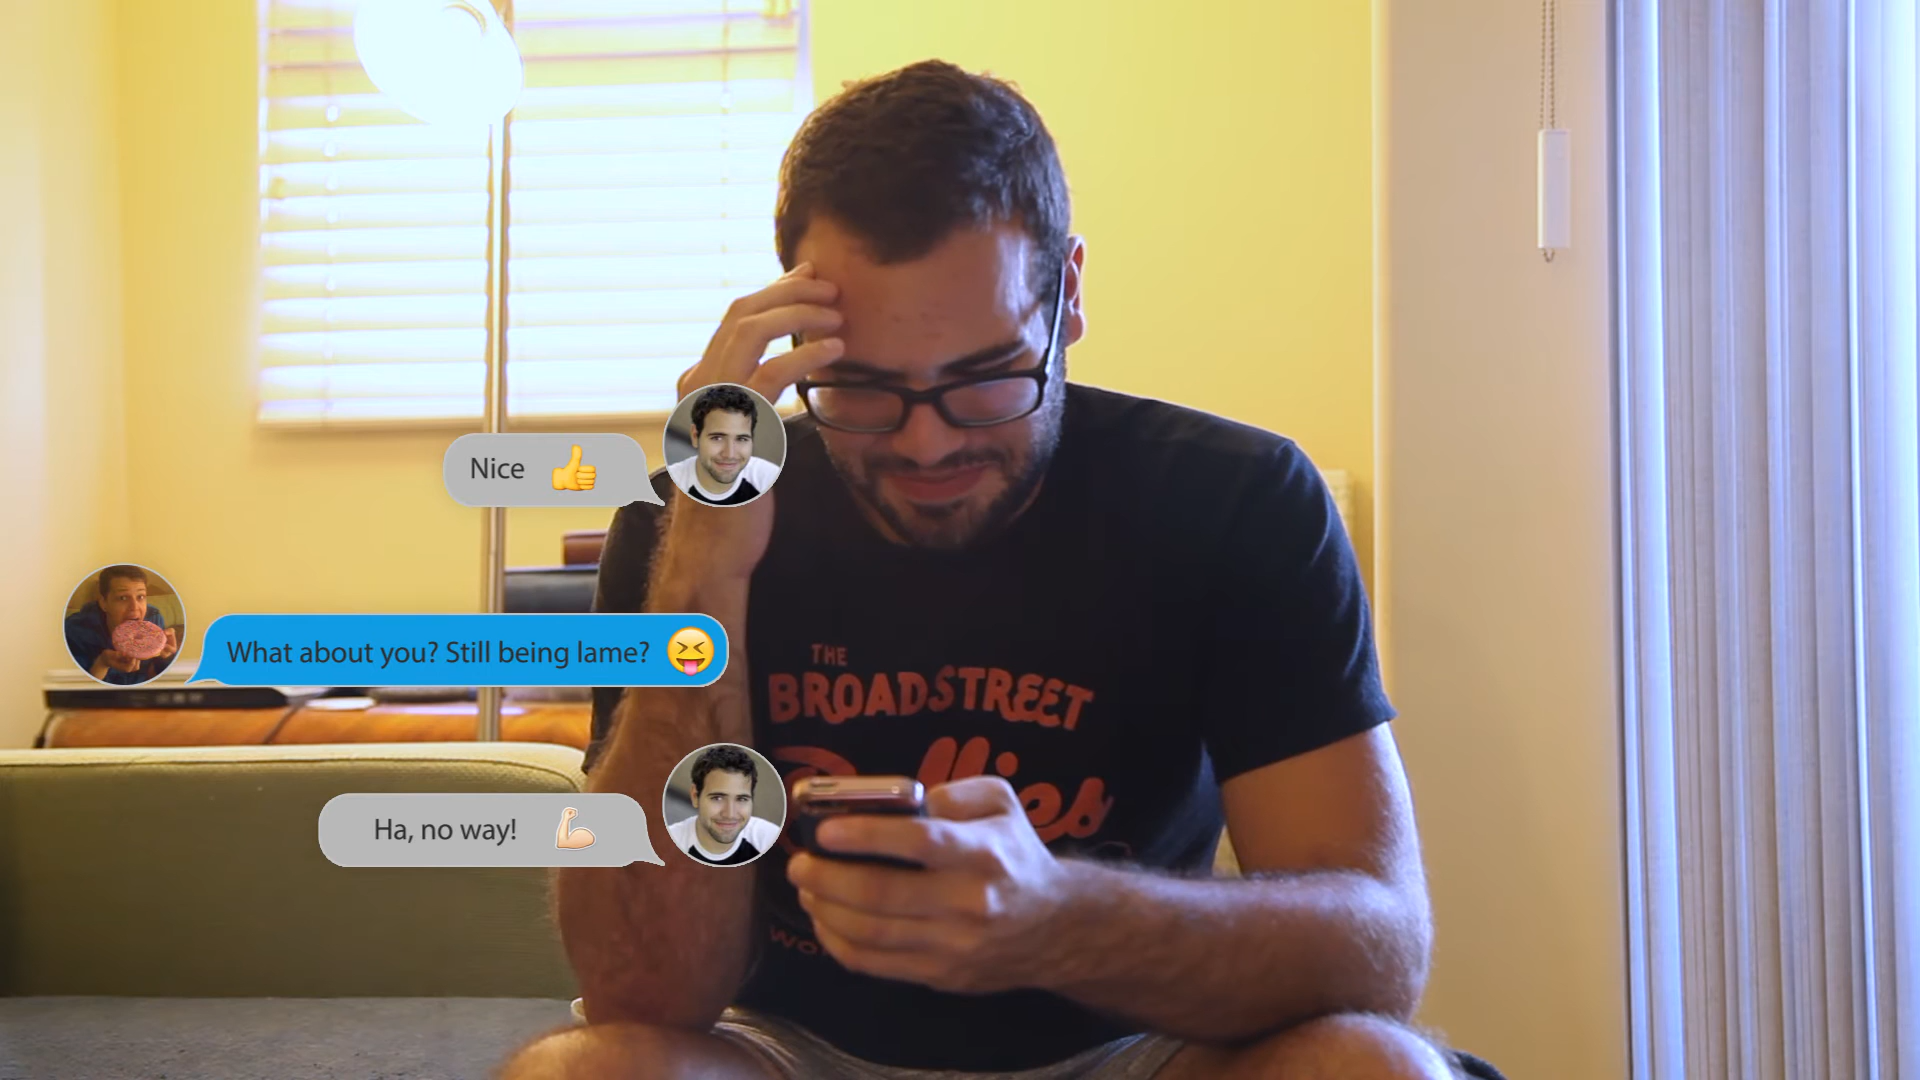 Nice 👍
What about you? Still being lame? 😝
Ha, no way! 💪🏻
THE
BROADSTREET